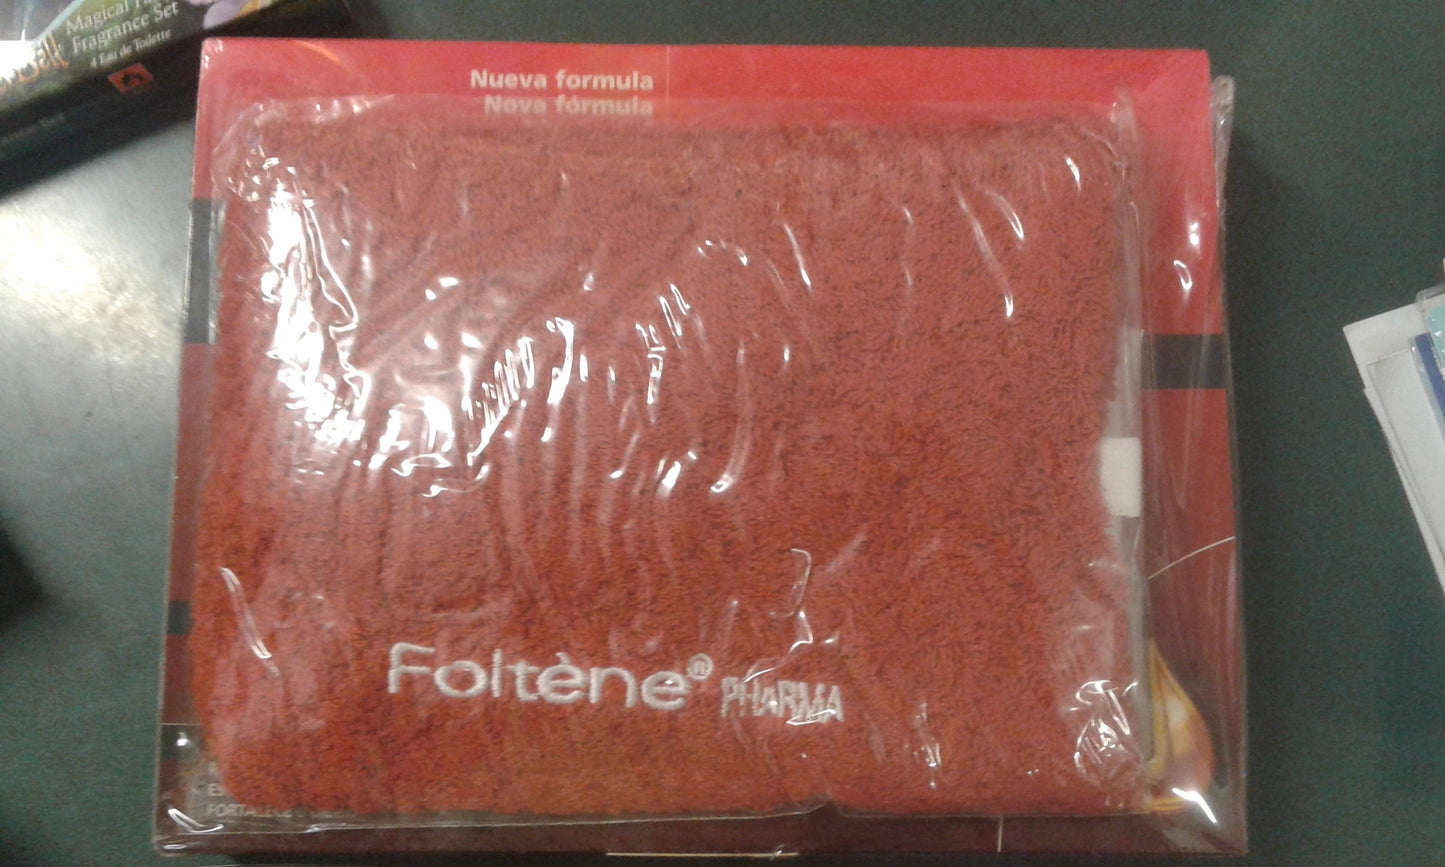 Magical
Fragrance Set
4 Eau de Toilette
Nueva formula
Nova fórmula
Foltène® PHARMA